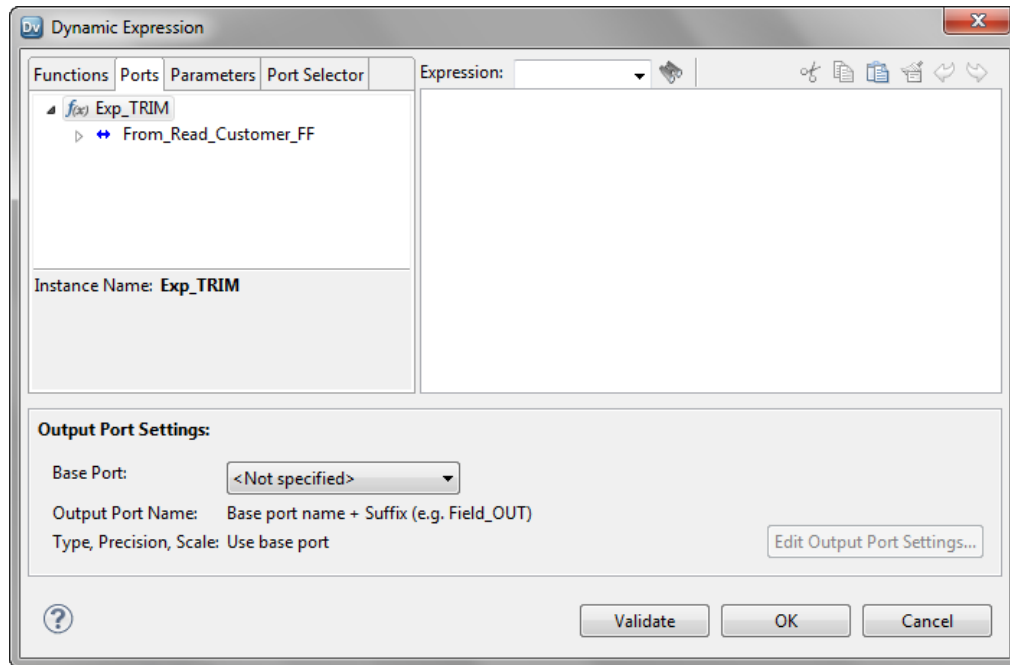 Dv Dynamic Expression
Functions Ports Parameters Port Selector
Expression:
f(x) Exp_TRIM
From_Read_Customer_FF
Instance Name: Exp_TRIM
Output Port Settings:
Base Port: <Not specified>
Output Port Name: Base port name + Suffix (e.g. Field_OUT)
Type, Precision, Scale: Use base port
Edit Output Port Settings...
?
Validate OK Cancel